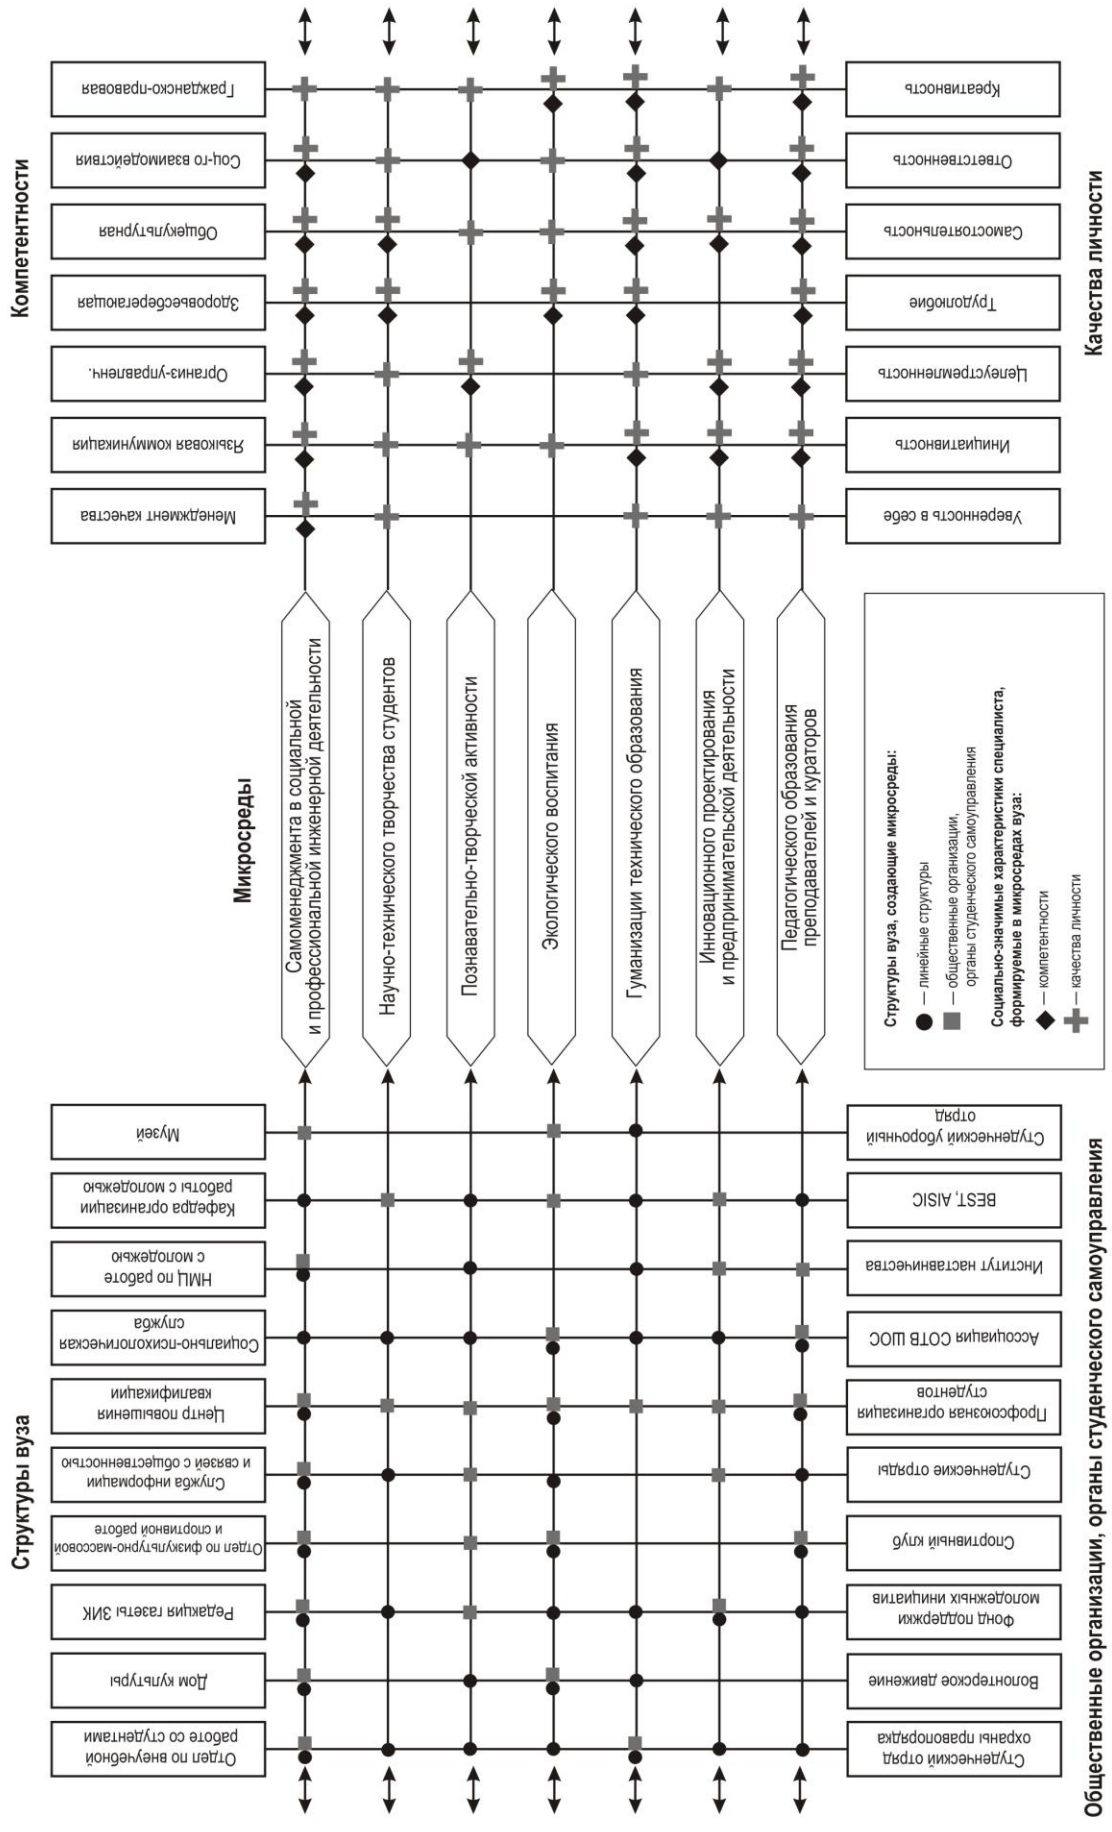 Структуры вуза
Отдел по внеучебной
работе со студентами
Дом культуры
Редакция газеты ЗИК
Отдел по физкультурно-массовой
и спортивной работе
Служба информации
и связей с общественностью
Центр повышения
квалификации
Социально-психологическая
служба
НМЦ по работе
с молодежью
Кафедра организации
работы с молодежью
Музей
Микросреды
Самоменеджмента в социальной
и профессиональной инженерной деятельности
Научно-технического творчества студентов
Познавательно-творческой активности
Экологического воспитания
Гуманизации технического образования
Инновационного проектирования
и предпринимательской деятельности
Педагогического образования
преподавателей и кураторов
Компетентности
Менеджмент качества
Языковая коммуникация
Организ-управленч.
Здоровьесберегающая
Общекультурная
Соц-го взаимодействия
Гражданско-правовая
Студенческий отряд
охраны правопорядка
Волонтерское движение
Фонд поддержки
молодежных инициатив
Спортивный клуб
Студенческие отряды
Профсоюзная организация
студентов
Ассоциация СОТВ ШОС
Институт наставничества
BEST, AISIC
Студенческий уборочный
отряд
Общественные организации, органы студенческого самоуправления
Структуры вуза, создающие микросреды:
— линейные структуры
— общественные организации,
органы студенческого самоуправления
Социально-значимые характеристики специалиста,
формируемые в микросредах вуза:
— компетентности
— качества личности
Уверенность в себе
Инициативность
Целеустремленность
Трудолюбие
Самостоятельность
Ответственность
Креативность
Качества личности